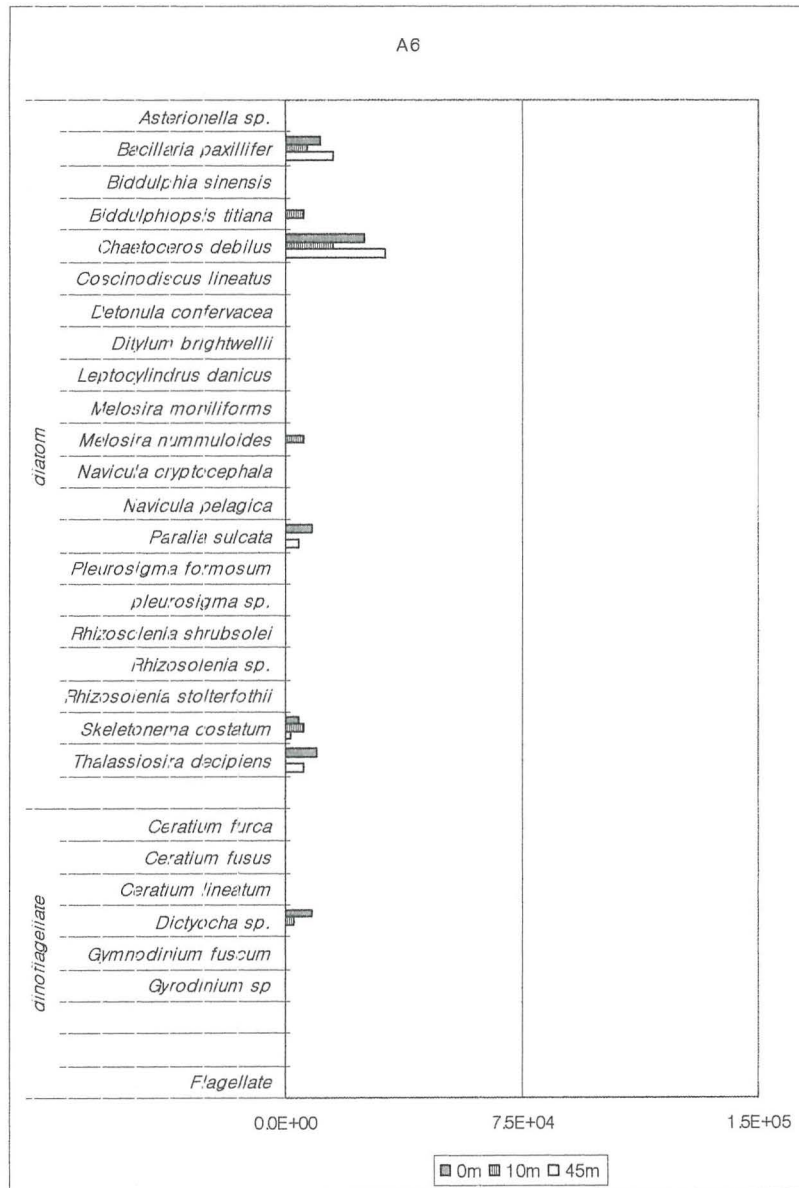 A6
diatom
Asterionella sp.
Bacillaria paxillifer
Biddulphia sinensis
Biddulphiopsis titiana
Chaetoceros debilus
Coscinodiscus lineatus
Detonula confervacea
Ditylum brightwellii
Leptocylindrus danicus
Melosira moniliforms
Melosira nummuloides
Navicula cryptocephala
Navicula pelagica
Paralia sulcata
Pleurosigma formosum
pleurosigma sp.
Rhizosolenia shrubsolei
Rhizosolenia sp.
Rhizosolenia stolterfothii
Skeletonema costatum
Thalassiosira decipiens
dinoflagellate
Ceratium furca
Ceratium fusus
Ceratium lineatum
Dictyocha sp.
Gymnodinium fuscum
Gyrodinium sp
Flagellate
0.0E+00 7.5E+04 1.5E+05
0m 10m 45m